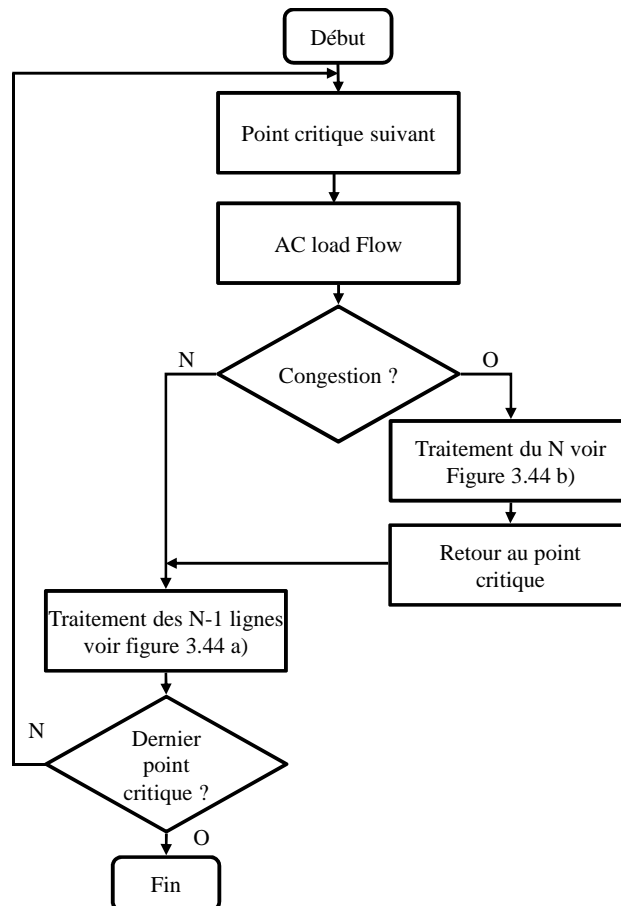 Début
Point critique suivant
AC load Flow
N
Congestion ?
O
Traitement du N voir
Figure 3.44 b)
Retour au point
critique
Traitement des N-1 lignes
voir figure 3.44 a)
N
Dernier
point
critique ?
O
Fin